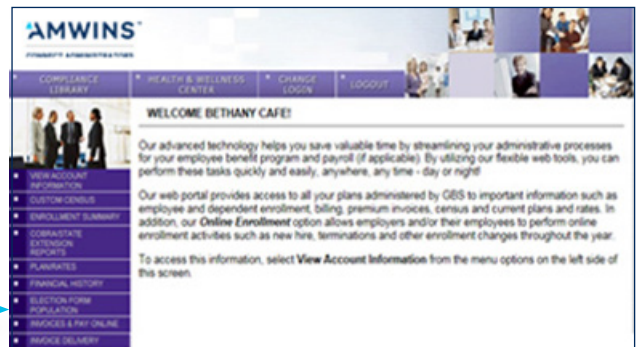 AMWINS
CONNECT ADMINISTRATORS
COMPLIANCE
LIBRARY
HEALTH & WELLNESS
CENTER
CHANGE
LOGIN
LOGOUT
WELCOME BETHANY CAFE!
Our advanced technology helps you save valuable time by streamlining your administrative processes
for your employee benefit program and payroll (if applicable). By utilizing our flexible web tools, you can
perform these tasks quickly and easily, anywhere, any time - day or night!
Our web portal provides access to all your plans administered by GBS to important information such as
employee and dependent enrollment, billing, premium invoices, census and current plans and rates. In
addition, our Online Enrollment option allows employers and/or their employees to perform online
enrollment activities such as new hire, terminations and other enrollment changes throughout the year.
To access this information, select View Account Information from the menu options on the left side of
this screen.
VIEW ACCOUNT
INFORMATION
CUSTOM CENSUS
ENROLLMENT SUMMARY
COBRA/STATE
EXTENSION
REPORTS
PLAN/RATES
FINANCIAL HISTORY
ELECTION FORM
POPULATION
INVOICES & PAY ONLINE
INVOICE DELIVERY